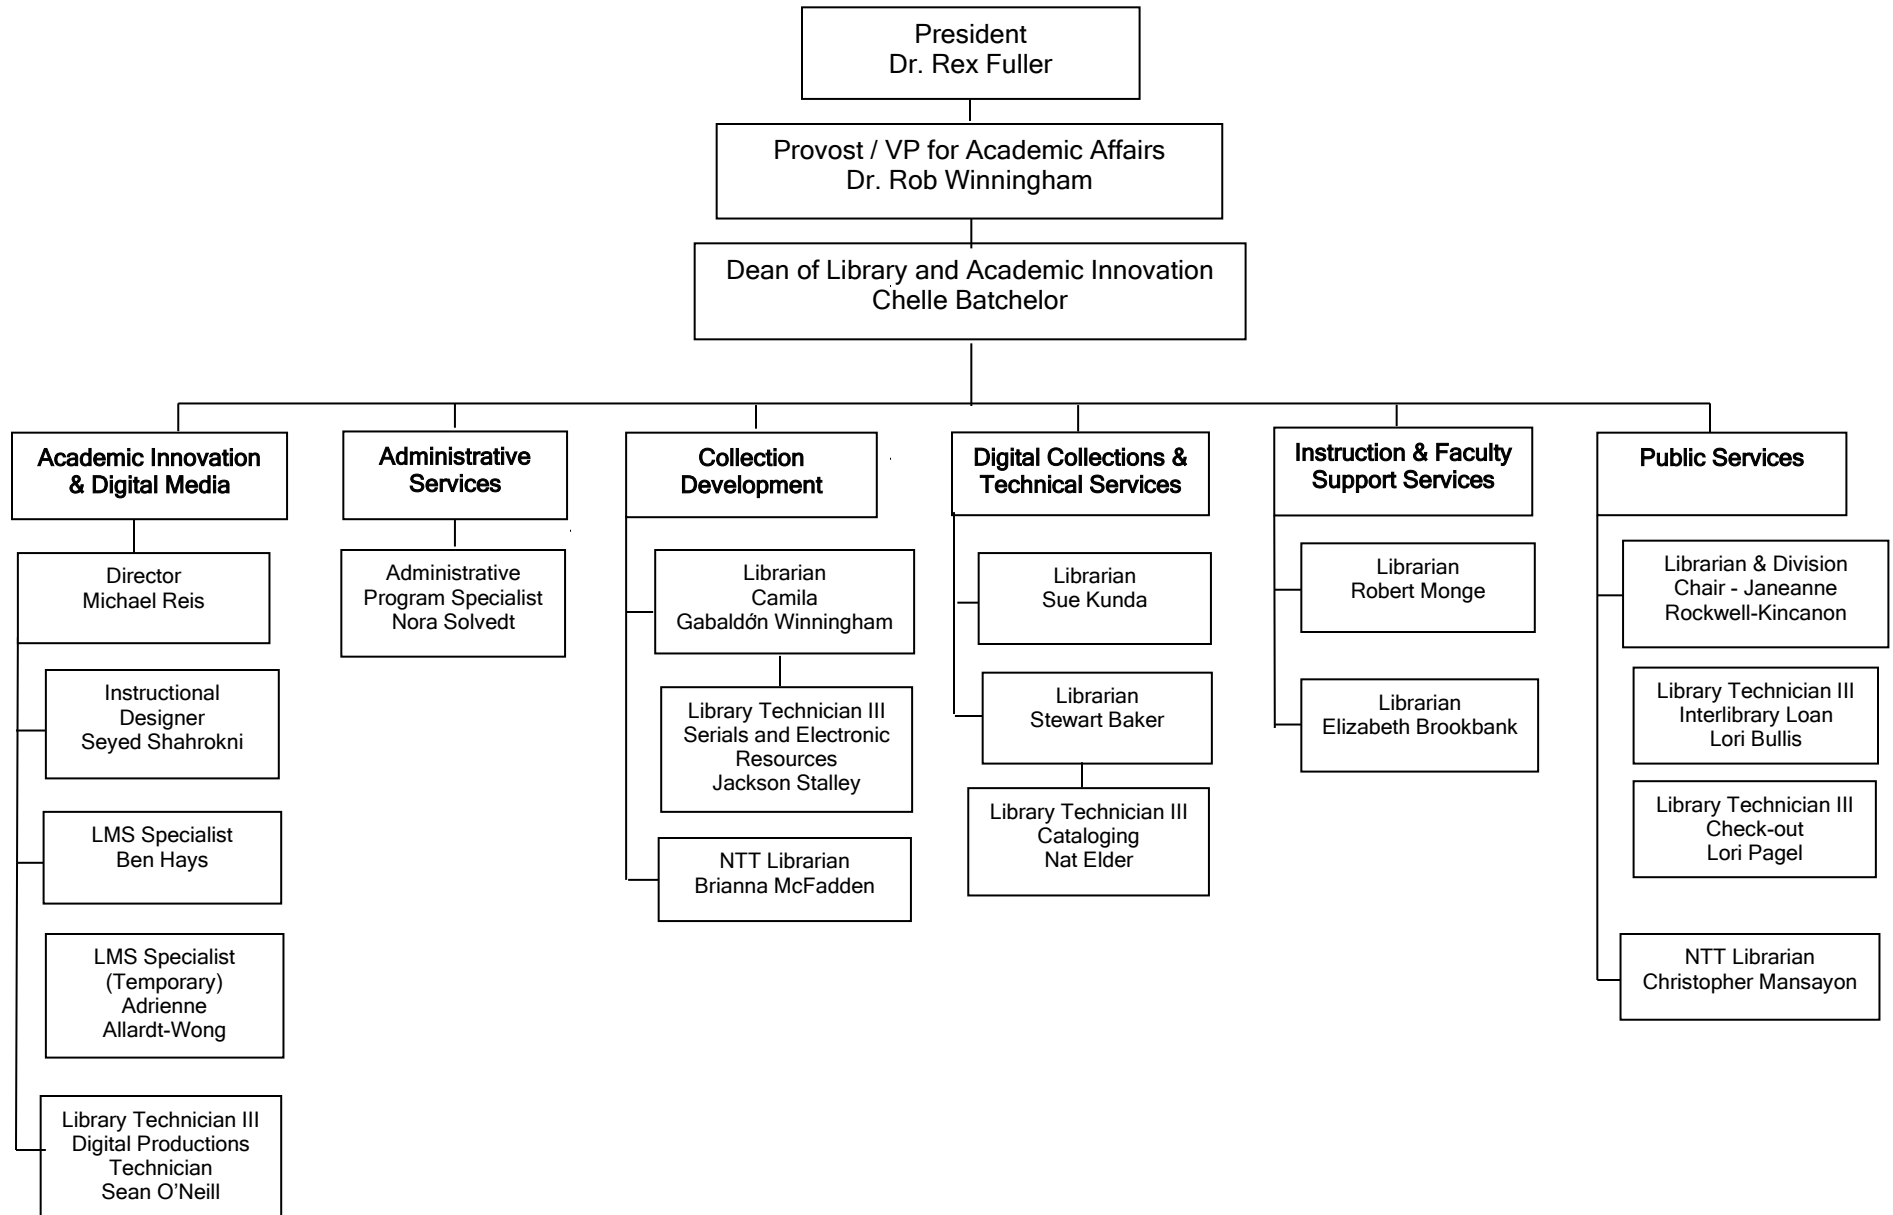 President
Dr. Rex Fuller
Provost / VP for Academic Affairs
Dr. Rob Winningham
Dean of Library and Academic Innovation
Chelle Batchelor
Academic Innovation
& Digital Media
Director
Michael Reis
Instructional
Designer
Seyed Shahrokni
LMS Specialist
Ben Hays
LMS Specialist
(Temporary)
Adrienne
Allardt-Wong
Library Technician III
Digital Productions
Technician
Sean O’Neill
Administrative
Services
Administrative
Program Specialist
Nora Solvedt
Collection
Development
Librarian
Camila
Gabaldón Winningham
Library Technician III
Serials and Electronic
Resources
Jackson Stalley
NTT Librarian
Brianna McFadden
Digital Collections &
Technical Services
Librarian
Sue Kunda
Librarian
Stewart Baker
Library Technician III
Cataloging
Nat Elder
Instruction & Faculty
Support Services
Librarian
Robert Monge
Librarian
Elizabeth Brookbank
Public Services
Librarian & Division
Chair - Janeanne
Rockwell-Kincanon
Library Technician III
Interlibrary Loan
Lori Bullis
Library Technician III
Check-out
Lori Pagel
NTT Librarian
Christopher Mansayon